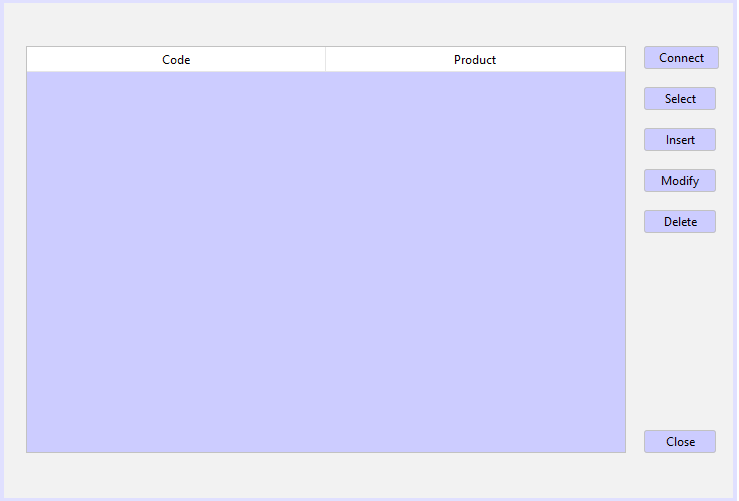 Code Product
Connect
Select
Insert
Modify
Delete
Close